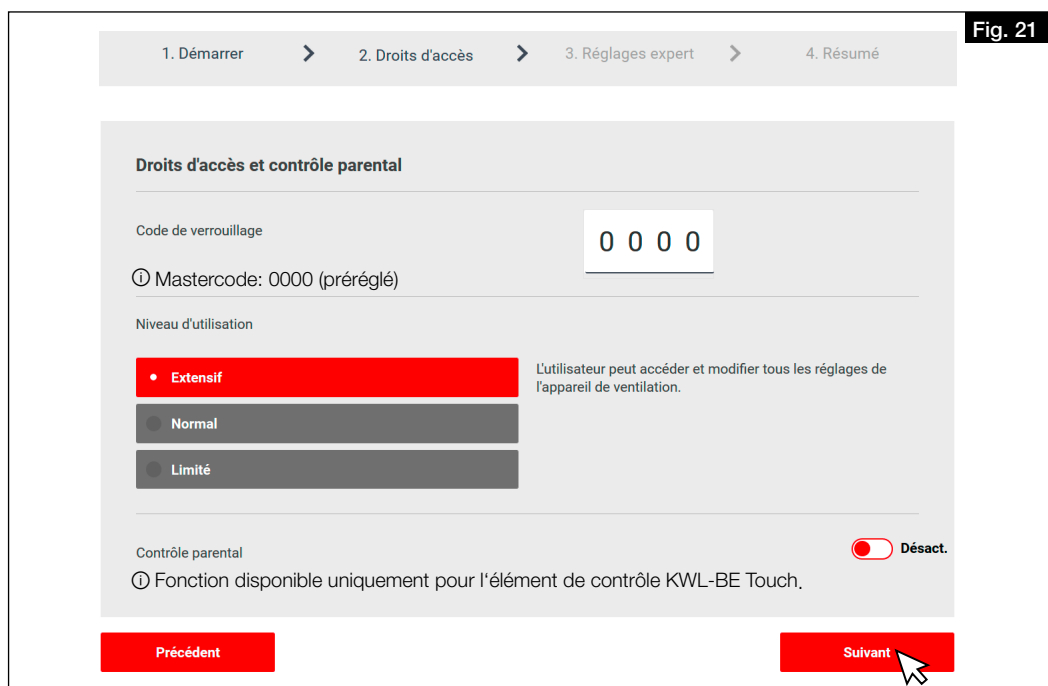 Fig. 21
1. Démarrer > 2. Droits d'accès > 3. Réglages expert > 4. Résumé
Droits d'accès et contrôle parental
Code de verrouillage
0 0 0 0
ⓘ Mastercode: 0000 (préréglé)
Niveau d'utilisation
Extensif
L'utilisateur peut accéder et modifier tous les réglages de
l'appareil de ventilation.
Normal
Limité
Contrôle parental
Désact.
ⓘ Fonction disponible uniquement pour l‘élément de contrôle KWL-BE Touch.
Précédent
Suivant